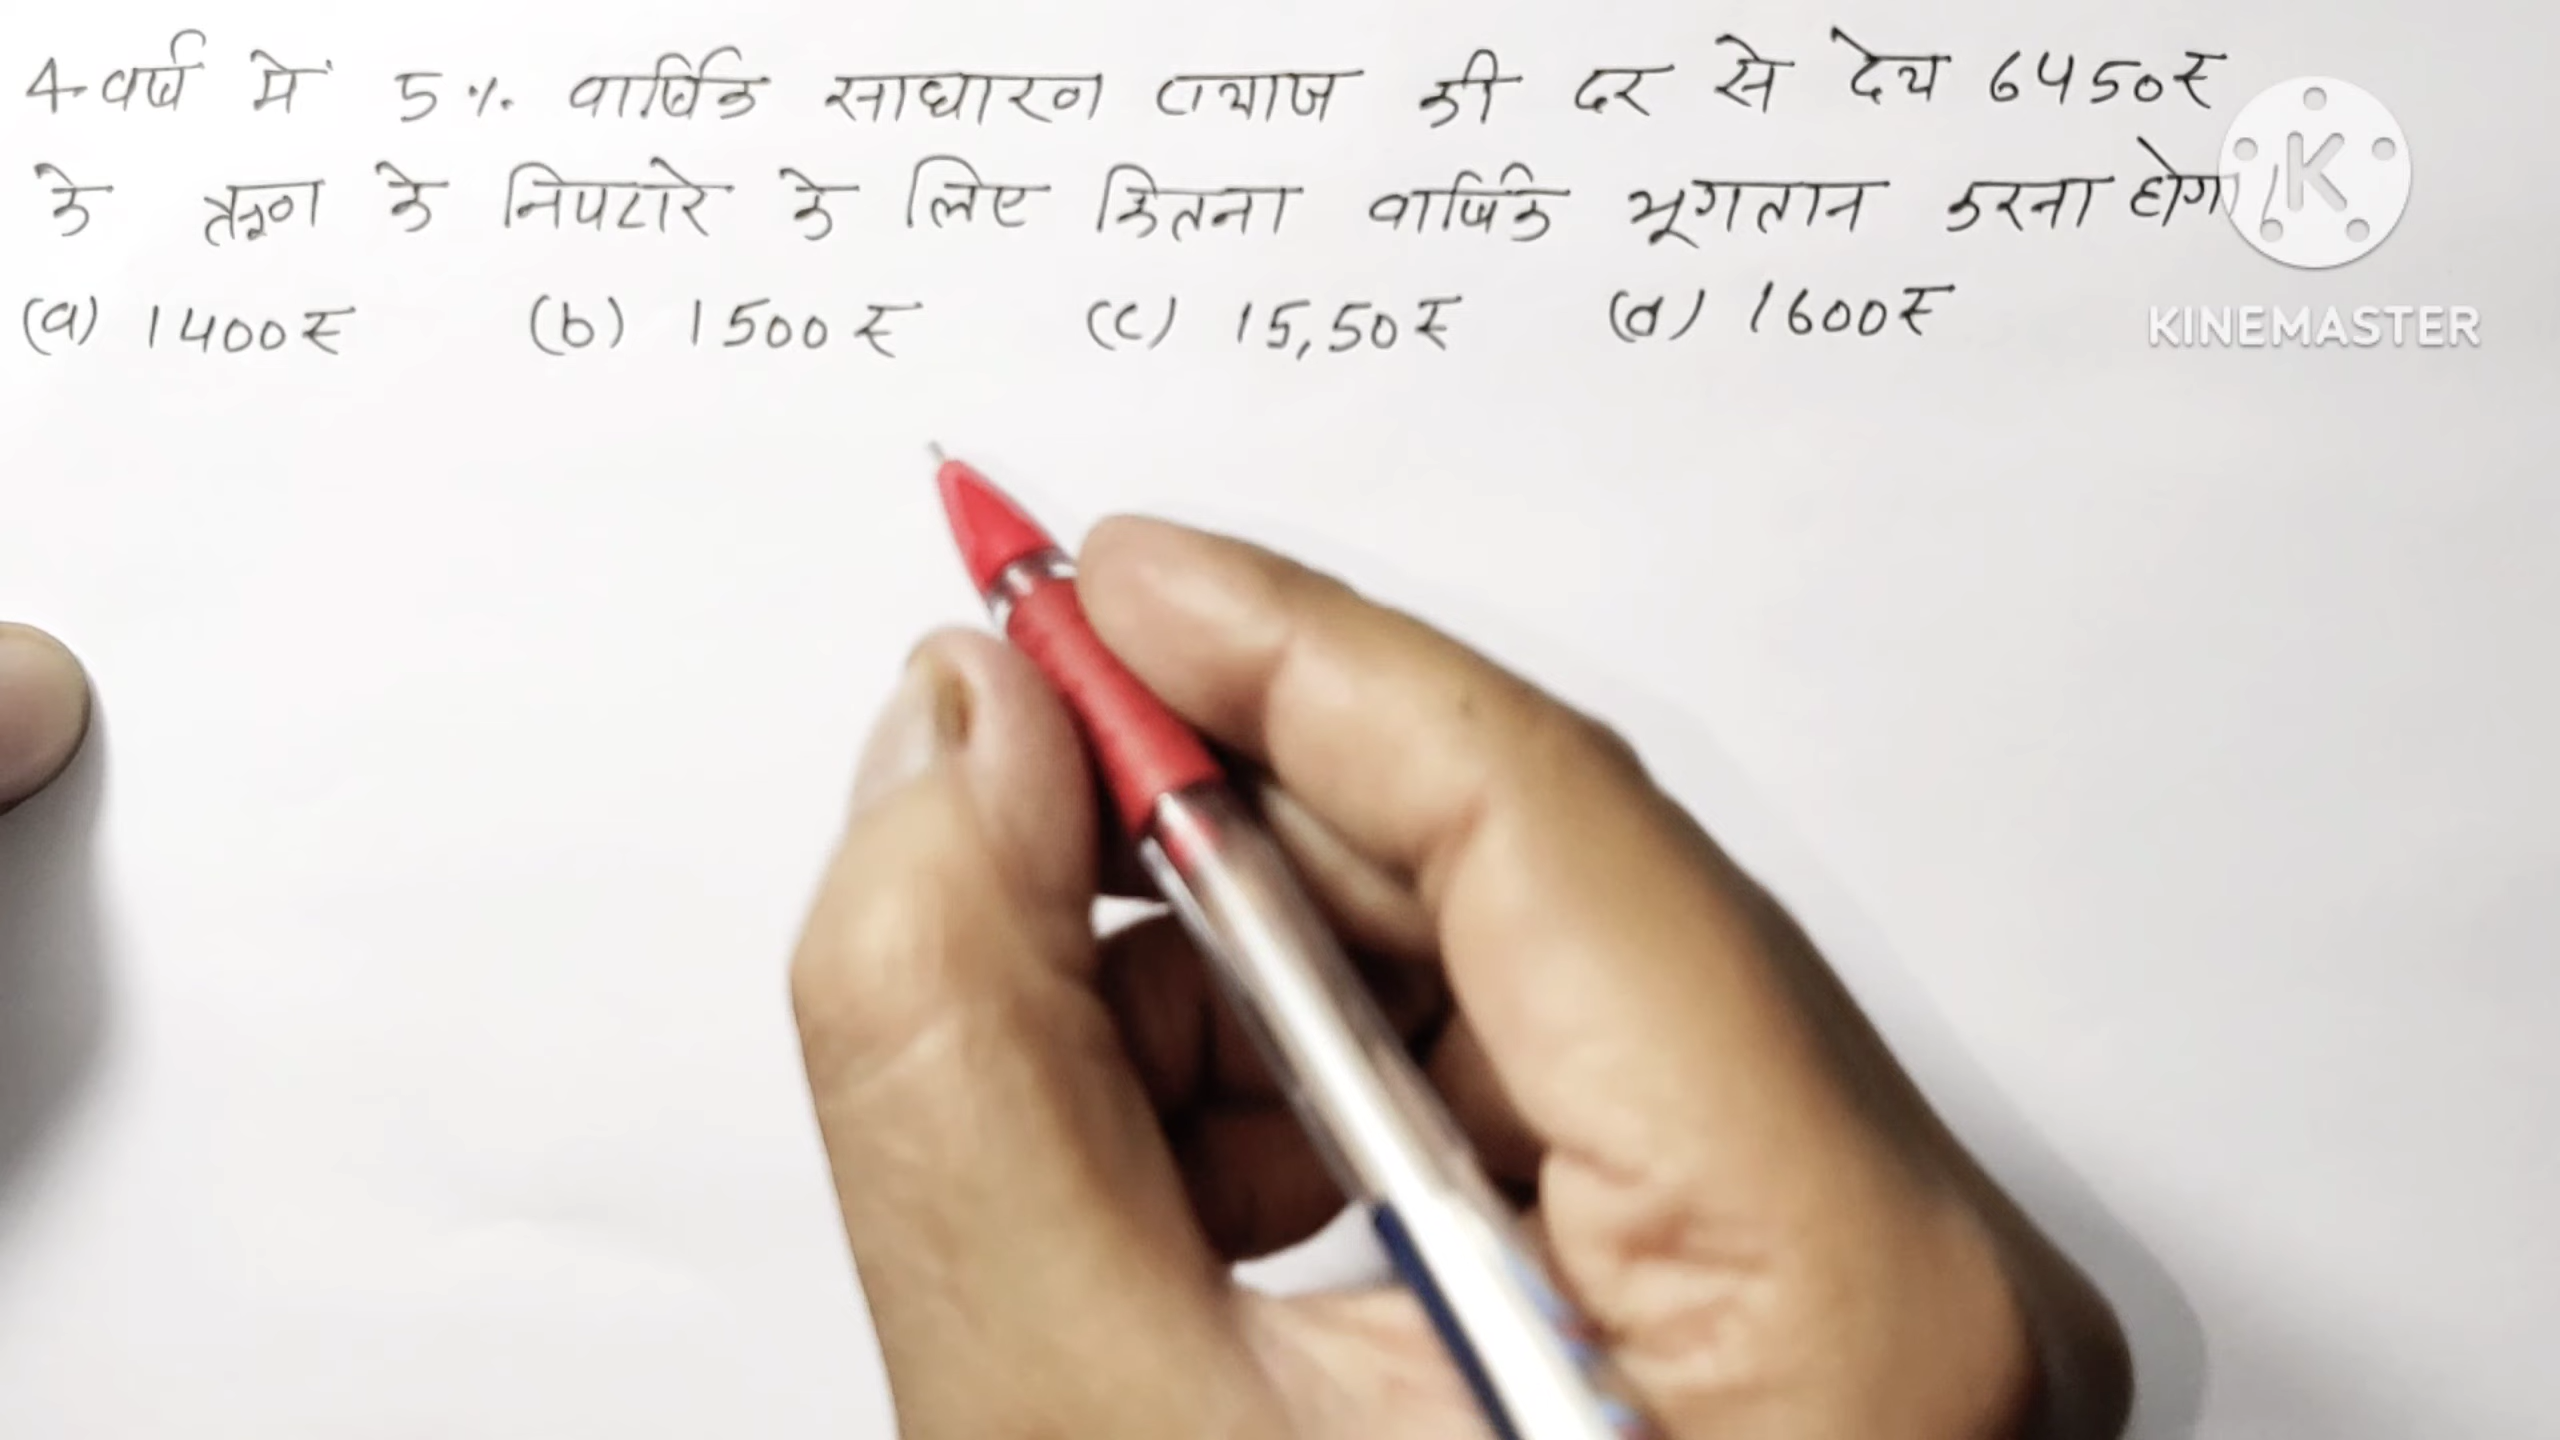 4 वर्ष में 5% वार्षिक साधारण ब्याज की दर से देय 6450₹
के ऋण के निपटारे के लिए कितना वार्षिक भूगतान करना होगा
(a) 1400₹ (b) 1500₹ (c) 15,50₹ (d) 1600₹
K
KINEMASTER